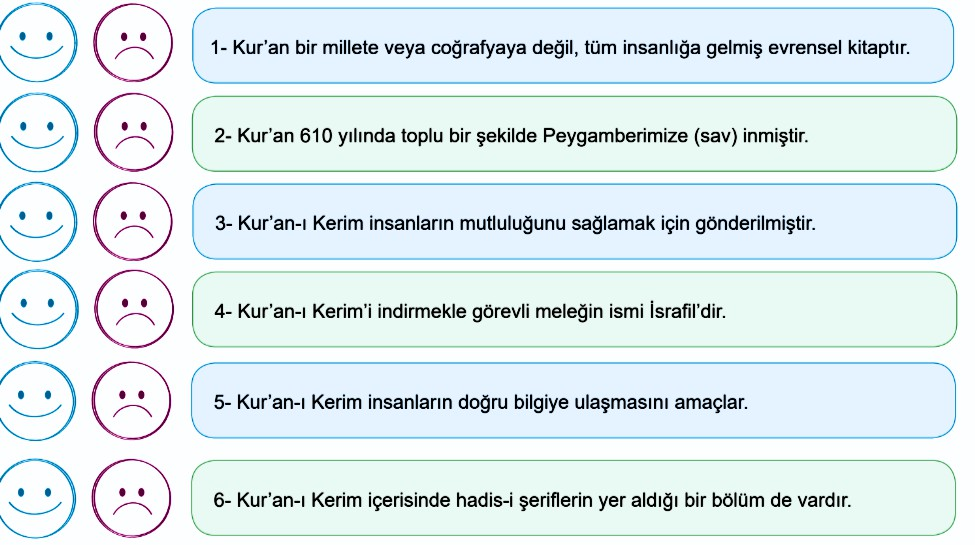 1- Kur’an bir millete veya coğrafyaya değil, tüm insanlığa gelmiş evrensel kitaptır.
2- Kur’an 610 yılında toplu bir şekilde Peygamberimize (sav) inmiştir.
3- Kur’an-ı Kerim insanların mutluluğunu sağlamak için gönderilmiştir.
4- Kur’an-ı Kerim’i indirmekle görevli meleğin ismi İsrafil’dir.
5- Kur’an-ı Kerim insanların doğru bilgiye ulaşmasını amaçlar.
6- Kur’an-ı Kerim içerisinde hadis-i şeriflerin yer aldığı bir bölüm de vardır.